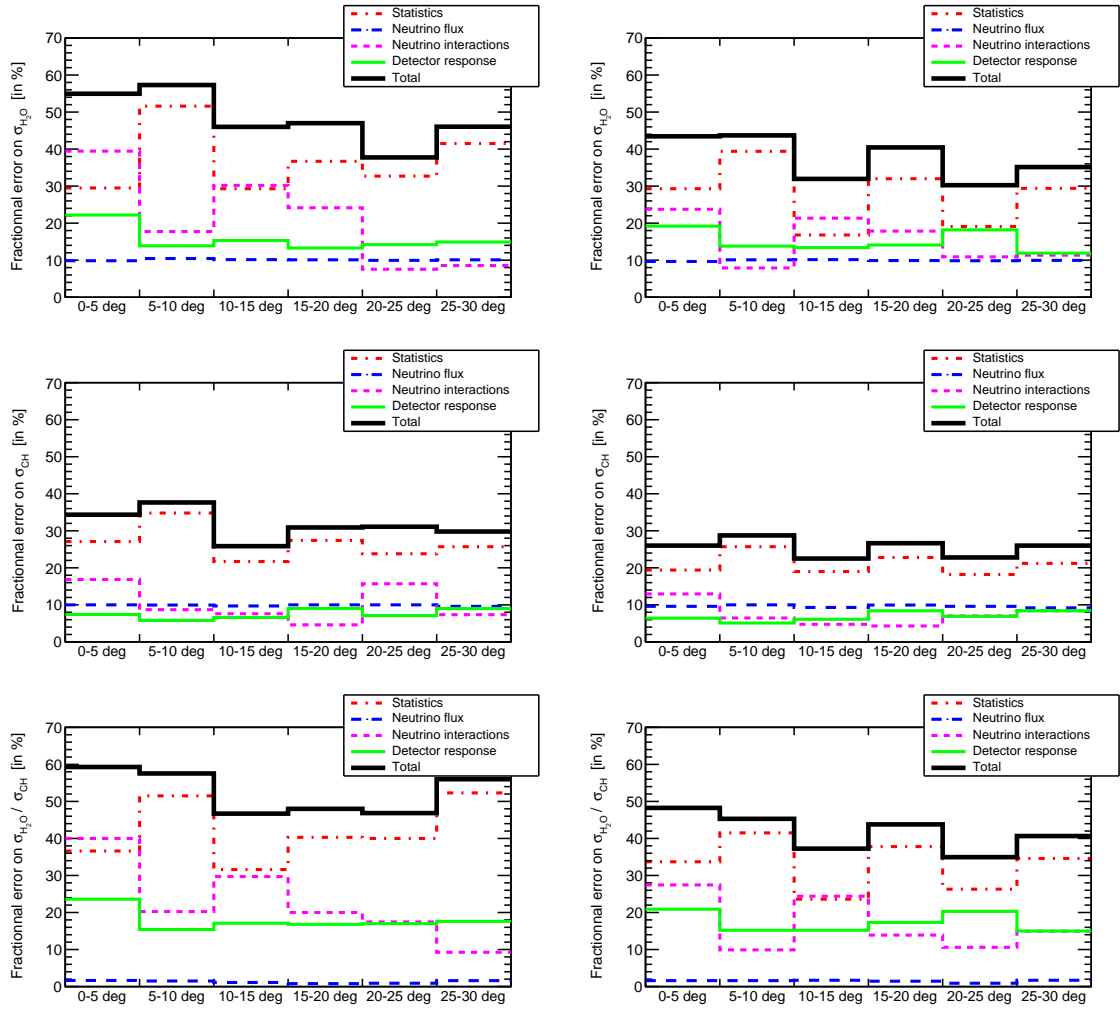 Fractionnal error on σH₂O [in %]
70
60
50
40
30
20
10
0
0-5 deg 5-10 deg 10-15 deg 15-20 deg 20-25 deg 25-30 deg
Statistics
Neutrino flux
Neutrino interactions
Detector response
Total
Fractionnal error on σH₂O [in %]
70
60
50
40
30
20
10
0
0-5 deg 5-10 deg 10-15 deg 15-20 deg 20-25 deg 25-30 deg
Statistics
Neutrino flux
Neutrino interactions
Detector response
Total
Fractionnal error on σCH [in %]
70
60
50
40
30
20
10
0
0-5 deg 5-10 deg 10-15 deg 15-20 deg 20-25 deg 25-30 deg
Statistics
Neutrino flux
Neutrino interactions
Detector response
Total
Fractionnal error on σCH [in %]
70
60
50
40
30
20
10
0
0-5 deg 5-10 deg 10-15 deg 15-20 deg 20-25 deg 25-30 deg
Statistics
Neutrino flux
Neutrino interactions
Detector response
Total
Fractionnal error on σH₂O / σCH [in %]
70
60
50
40
30
20
10
0
0-5 deg 5-10 deg 10-15 deg 15-20 deg 20-25 deg 25-30 deg
Statistics
Neutrino flux
Neutrino interactions
Detector response
Total
Fractionnal error on σH₂O / σCH [in %]
70
60
50
40
30
20
10
0
0-5 deg 5-10 deg 10-15 deg 15-20 deg 20-25 deg 25-30 deg
Statistics
Neutrino flux
Neutrino interactions
Detector response
Total